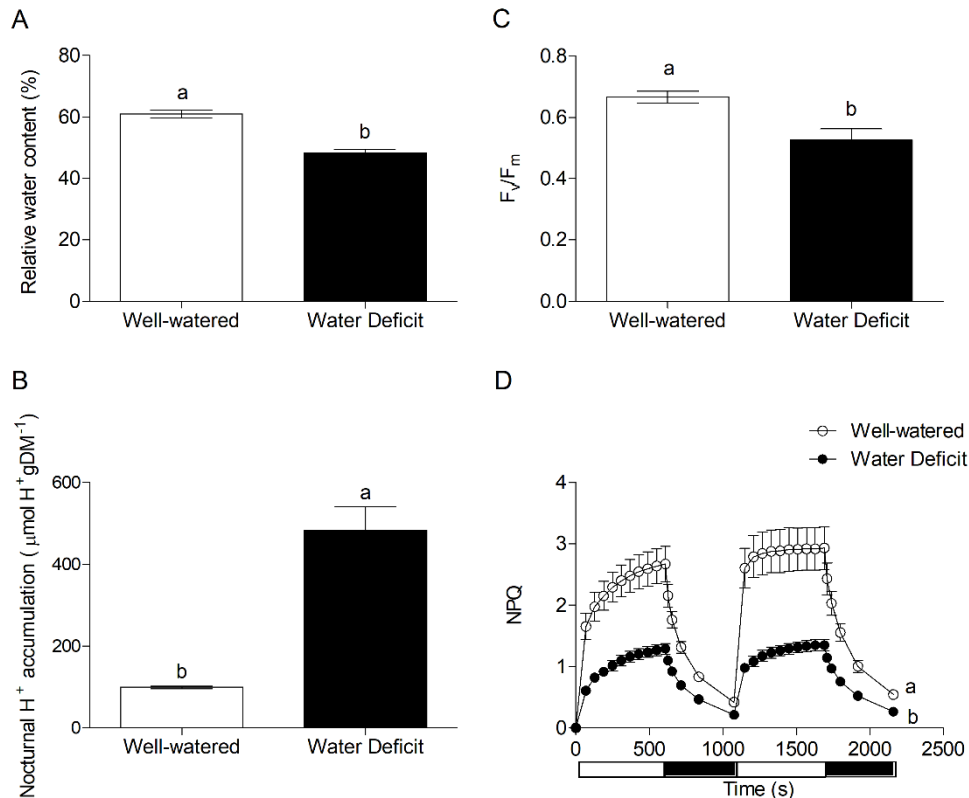 A
Relative water content (%)
80
60
40
20
0
a
b
Well-watered
Water Deficit
C
Fv/Fm
0.8
0.6
0.4
0.2
0.0
a
b
Well-watered
Water Deficit
B
Nocturnal H⁺ accumulation ( μmol H⁺gDM⁻¹)
600
400
200
0
b
a
Well-watered
Water Deficit
D
Well-watered
Water Deficit
NPQ
4
3
2
1
0
a
b
0 500 1000 1500 2000 2500
Time (s)